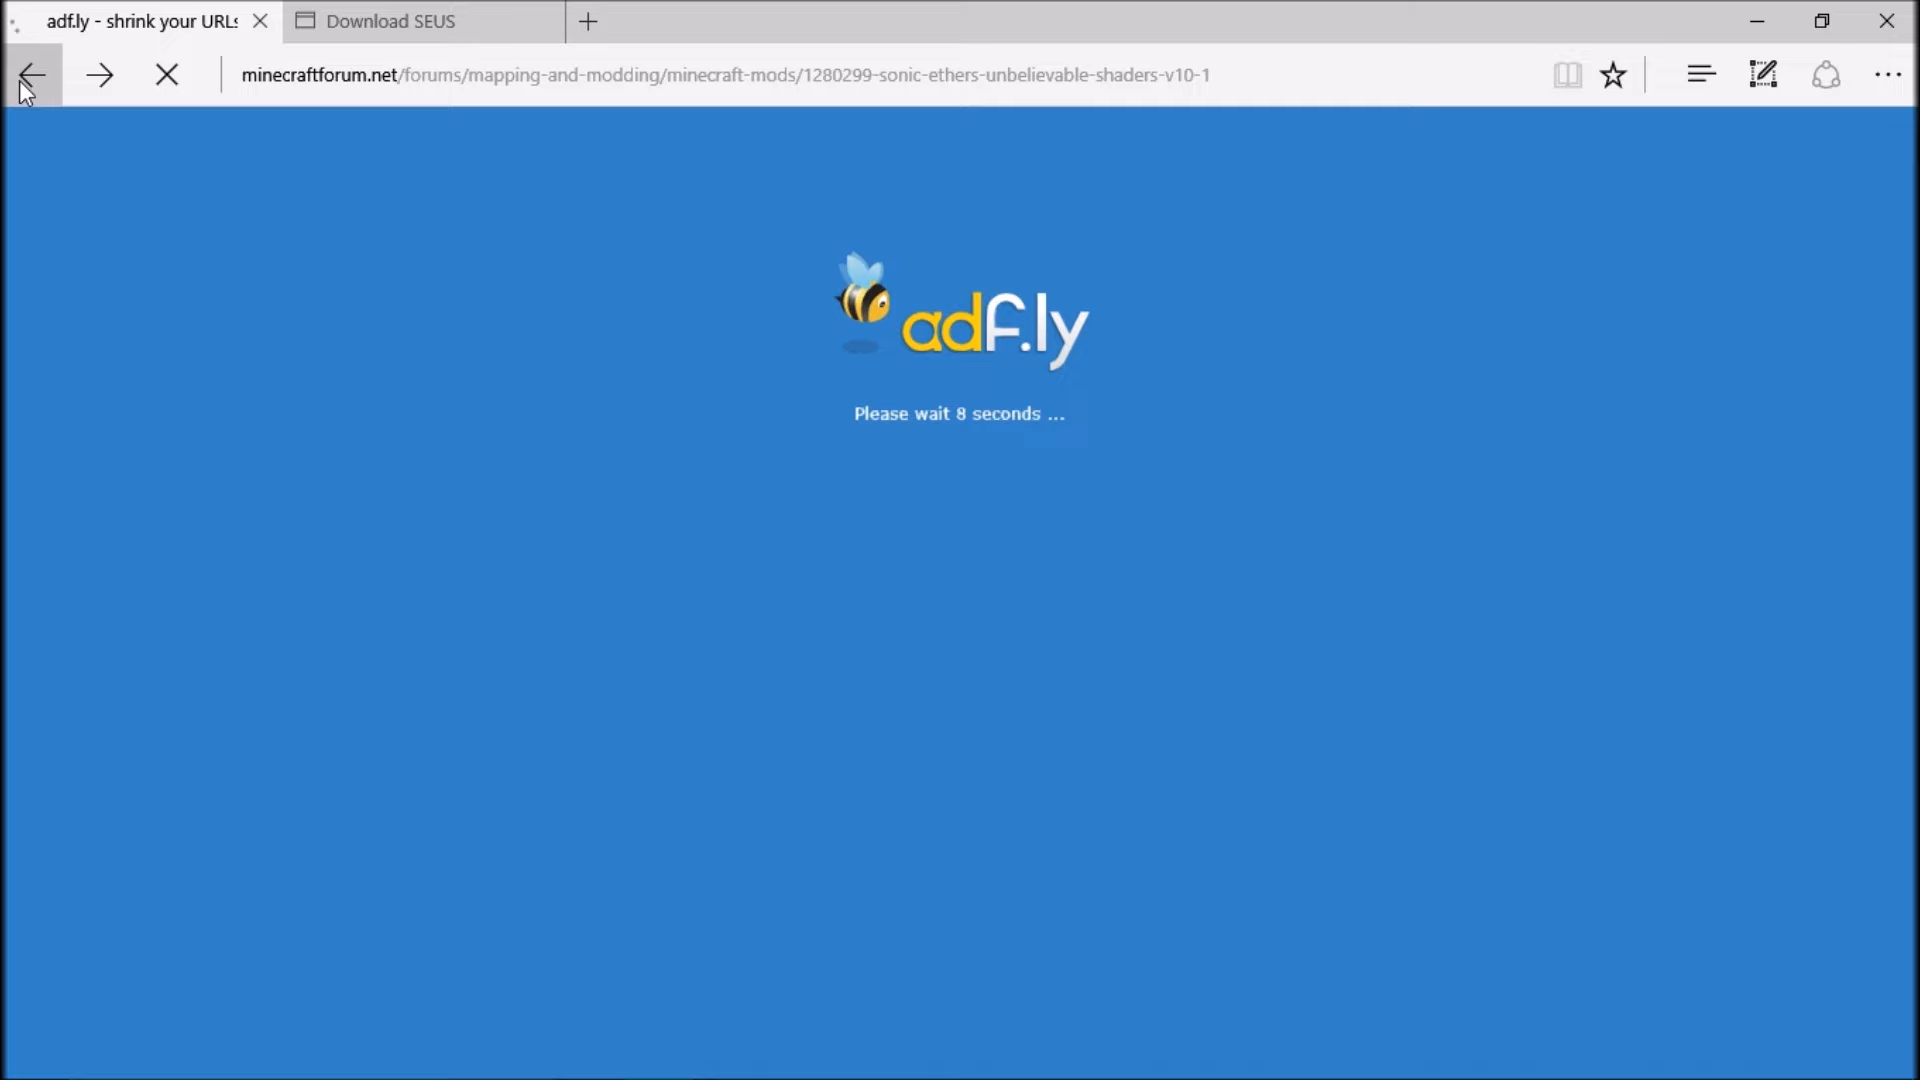 adf.ly - shrink your URLs
Download SEUS
minecraftforum.net/forums/mapping-and-modding/minecraft-mods/1280299-sonic-ethers-unbelievable-shaders-v10-1
adf.ly
Please wait 8 seconds ...